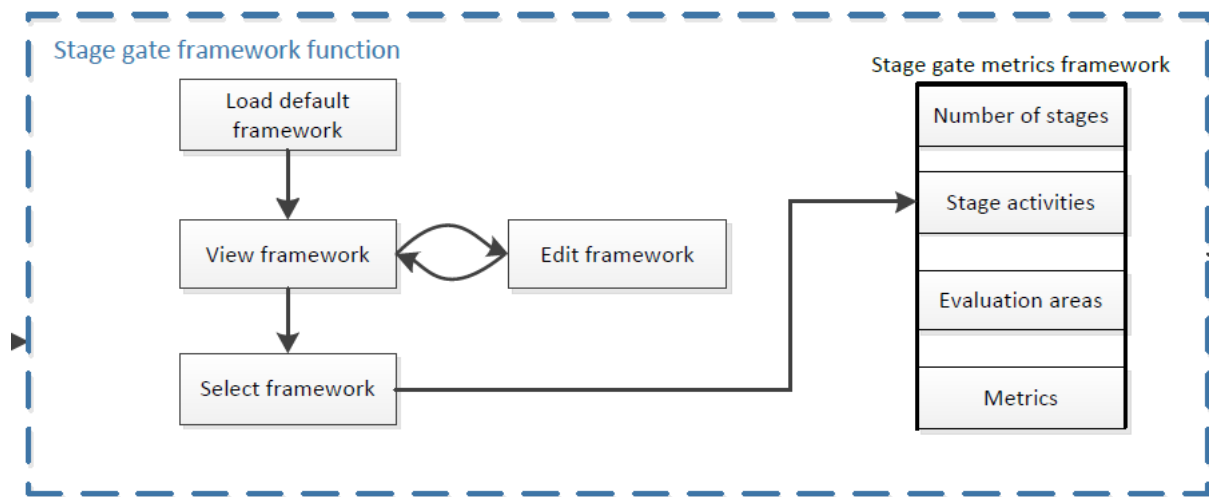 Stage gate framework function
Stage gate metrics framework
Load default
framework
Number of stages
Stage activities
View framework
Edit framework
Evaluation areas
Select framework
Metrics